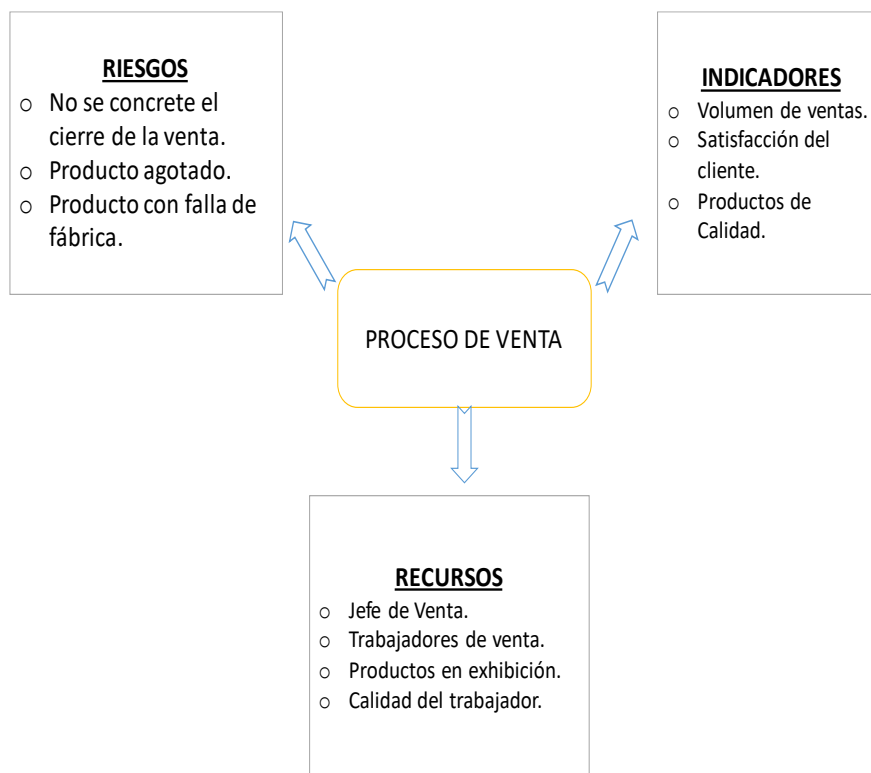 RIESGOS
o No se concrete el
cierre de la venta.
o Producto agotado.
o Producto con falla de
fábrica.
INDICADORES
o Volumen de ventas.
o Satisfacción del
cliente.
o Productos de
Calidad.
PROCESO DE VENTA
RECURSOS
o Jefe de Venta.
o Trabajadores de venta.
o Productos en exhibición.
o Calidad del trabajador.